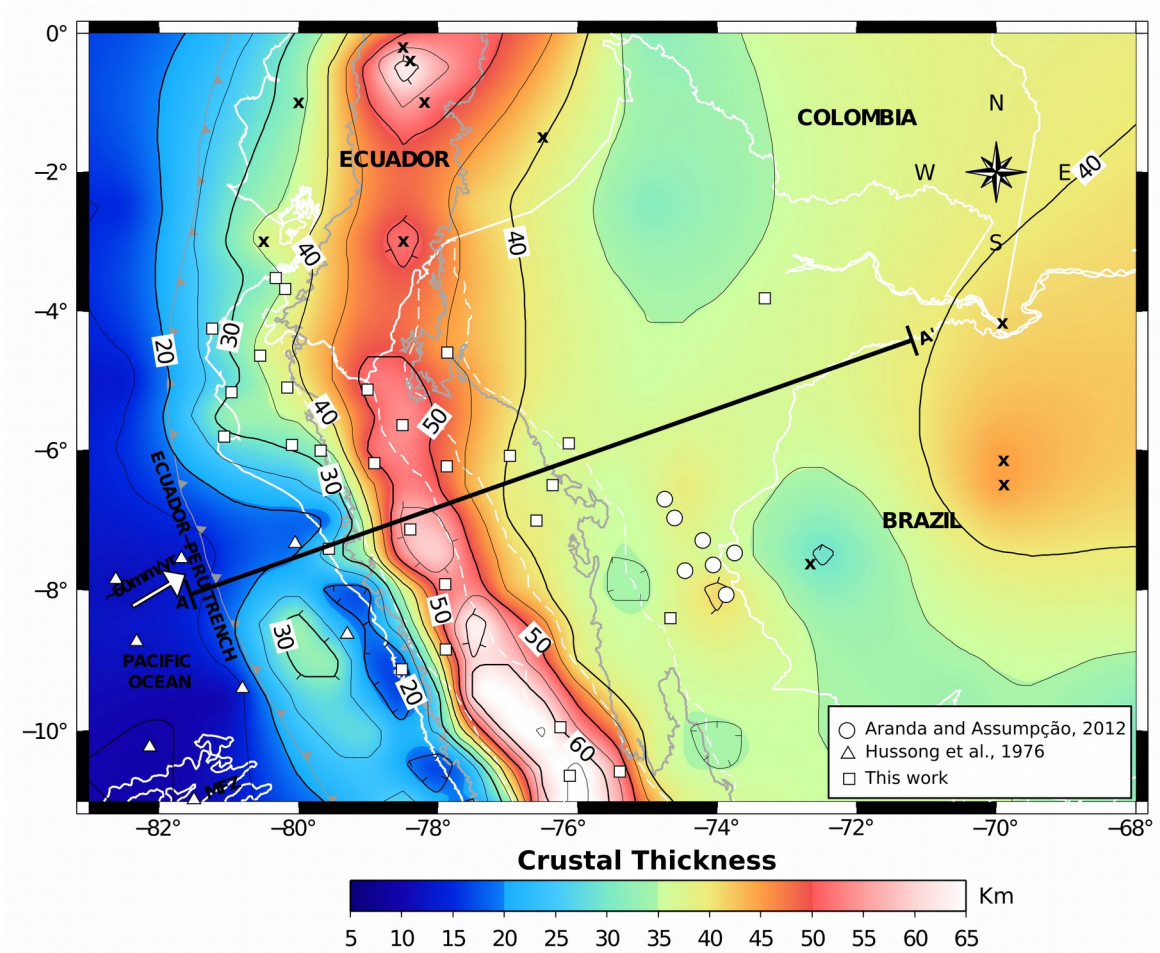 0°
−2°
−4°
−6°
−8°
−10°
x
x
x
x
x
x
x
x
x
x
x
ECUADOR
COLOMBIA
BRAZIL
N
W
E
S
40
40
40
20
30
40
50
30
A'
ECUADOR-PERU TRENCH
~60mm/yr
A
PACIFIC
OCEAN
30
50
50
20
60
MFZ
Aranda and Assumpção, 2012
Hussong et al., 1976
This work
−82°
−80°
−78°
−76°
−74°
−72°
−70°
−68°
Crustal Thickness
Km
5 10 15 20 25 30 35 40 45 50 55 60 65